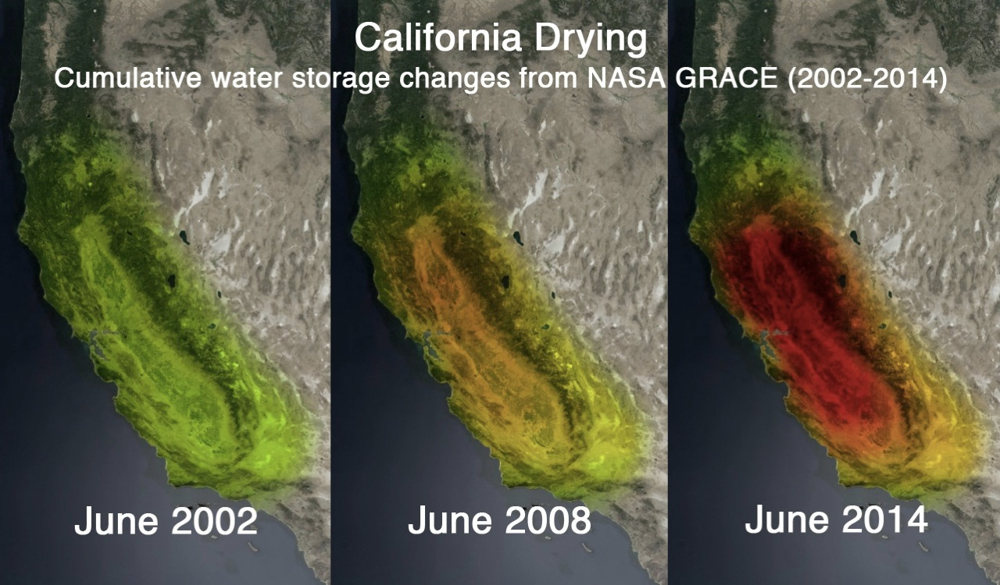 California Drying
Cumulative water storage changes from NASA GRACE (2002-2014)
June 2002
June 2008
June 2014